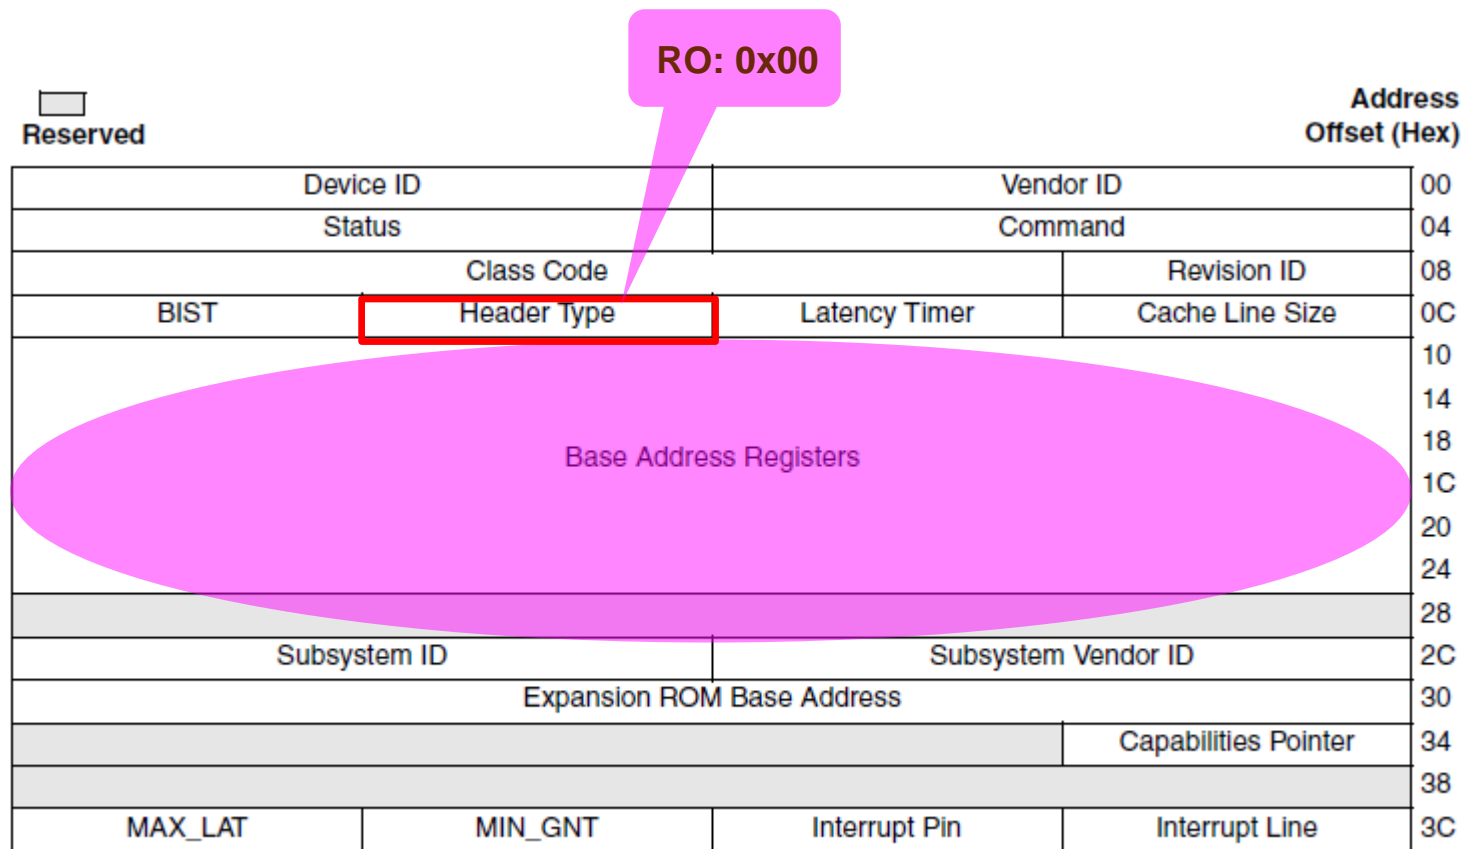 RO: 0x00
Reserved
Address
Offset (Hex)
Device ID Vendor ID 00
Status Command 04
Class Code Revision ID 08
BIST Header Type Latency Timer Cache Line Size 0C
10
14
18
Base Address Registers
1C
20
24
28
Subsystem ID Subsystem Vendor ID 2C
Expansion ROM Base Address 30
Capabilities Pointer 34
38
MAX_LAT MIN_GNT Interrupt Pin Interrupt Line 3C